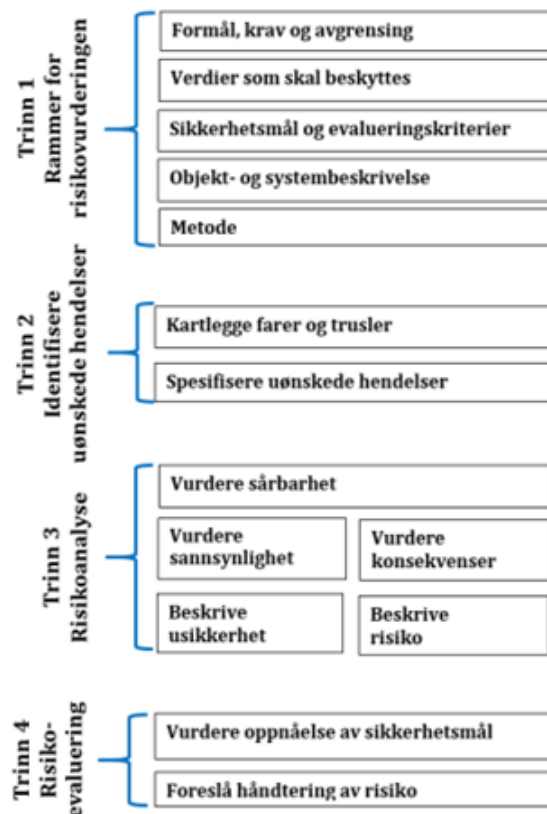 Trinn 1
Rammer for
risikovurderingen
Formål, krav og avgrensing
Verdier som skal beskyttes
Sikkerhetsmål og evalueringskriterier
Objekt- og systembeskrivelse
Metode
Trinn 2
Identifisere
uønskede hendelser
Kartlegge farer og trusler
Spesifisere uønskede hendelser
Trinn 3
Risikoanalyse
Vurdere sårbarhet
Vurdere
sannsynlighet
Vurdere
konsekvenser
Beskrive
usikkerhet
Beskrive
risiko
Trinn 4
Risiko-
evaluering
Vurdere oppnåelse av sikkerhetsmål
Foreslå håndtering av risiko